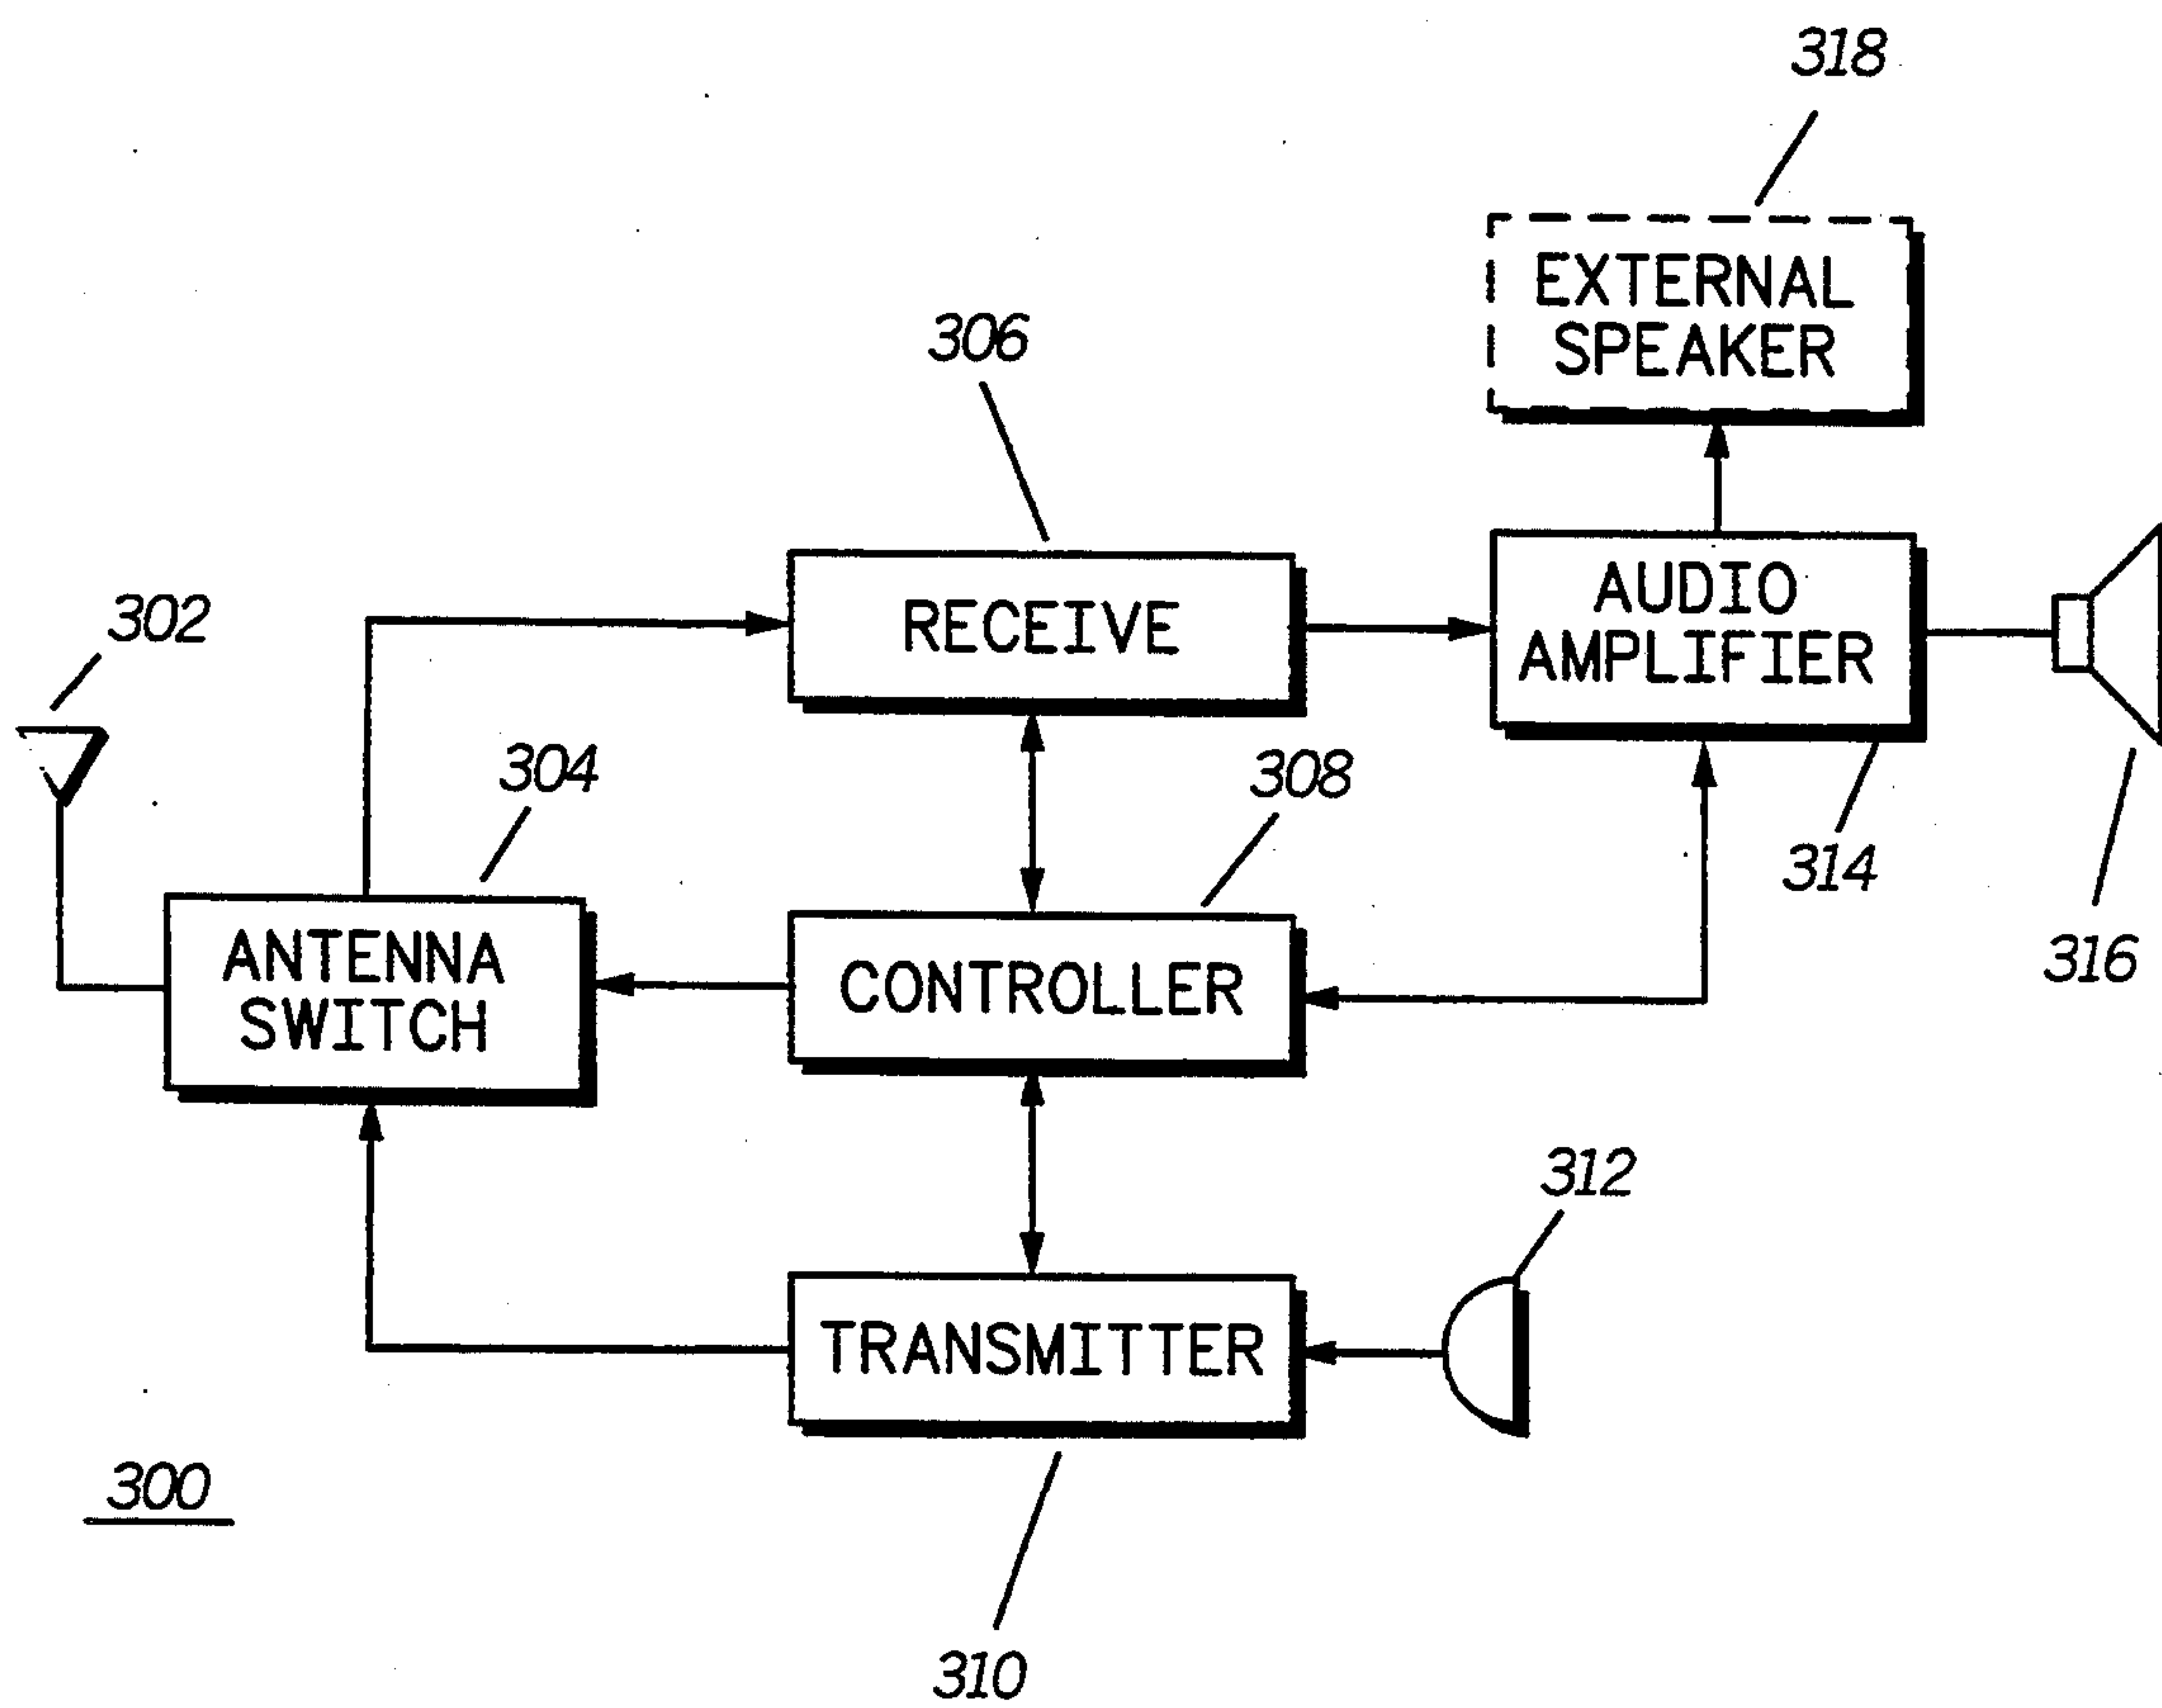 318
EXTERNAL
SPEAKER
306
RECEIVE
AUDIO
AMPLIFIER
302
304
308
314
316
ANTENNA
SWITCH
CONTROLLER
312
TRANSMITTER
300
310